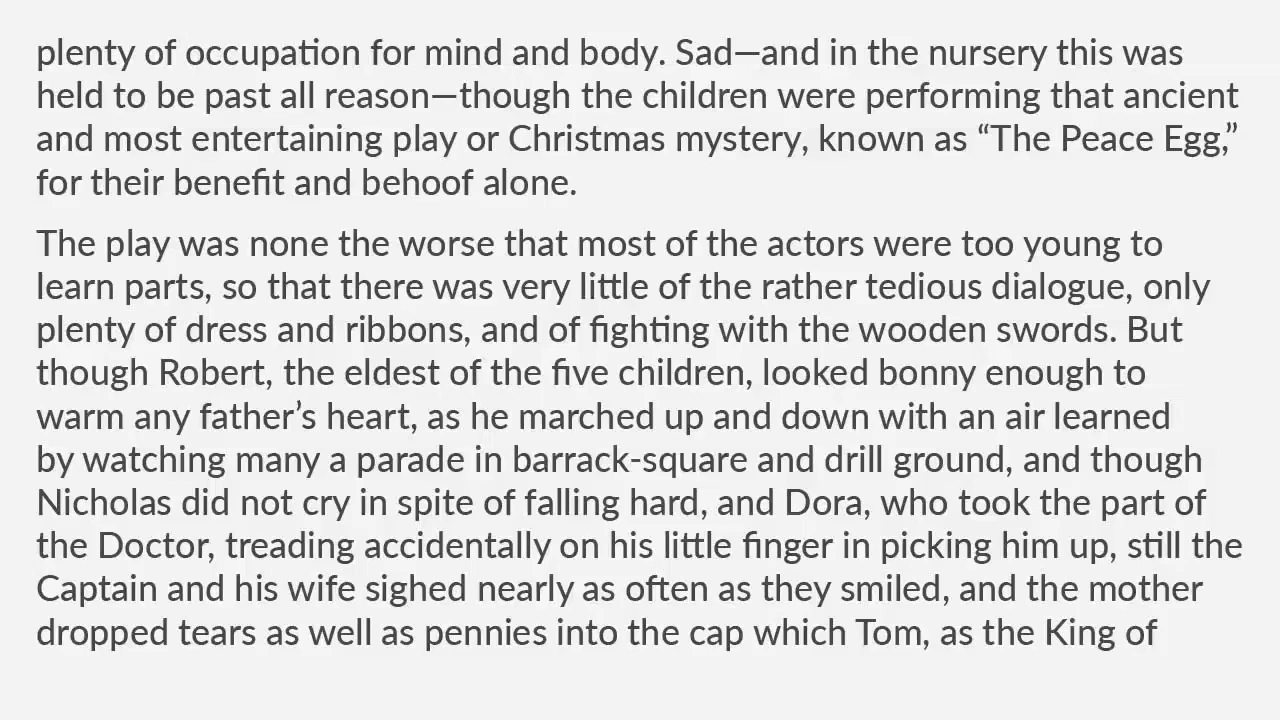 plenty of occupation for mind and body. Sad—and in the nursery this was
held to be past all reason—though the children were performing that ancient
and most entertaining play or Christmas mystery, known as “The Peace Egg,”
for their benefit and behoof alone.
The play was none the worse that most of the actors were too young to
learn parts, so that there was very little of the rather tedious dialogue, only
plenty of dress and ribbons, and of fighting with the wooden swords. But
though Robert, the eldest of the five children, looked bonny enough to
warm any father’s heart, as he marched up and down with an air learned
by watching many a parade in barrack-square and drill ground, and though
Nicholas did not cry in spite of falling hard, and Dora, who took the part of
the Doctor, treading accidentally on his little finger in picking him up, still the
Captain and his wife sighed nearly as often as they smiled, and the mother
dropped tears as well as pennies into the cap which Tom, as the King of